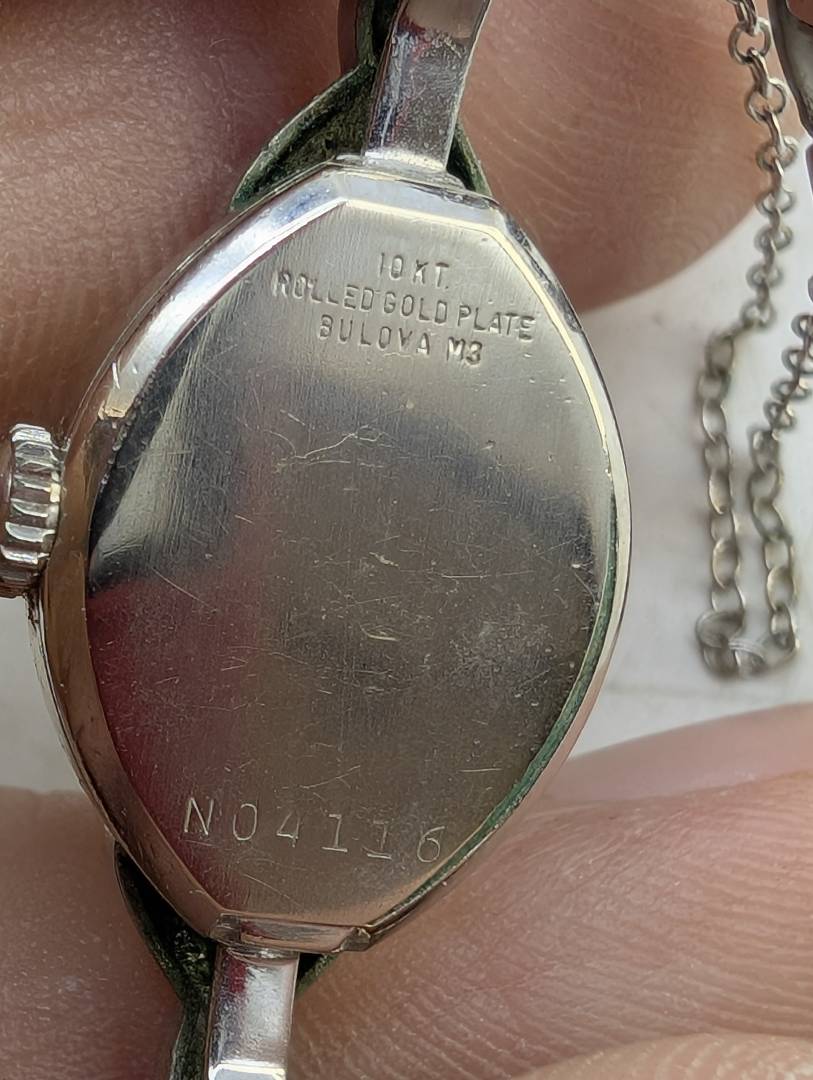 10 KT.
ROLLED GOLD PLATE
BULOVA M3
N04116